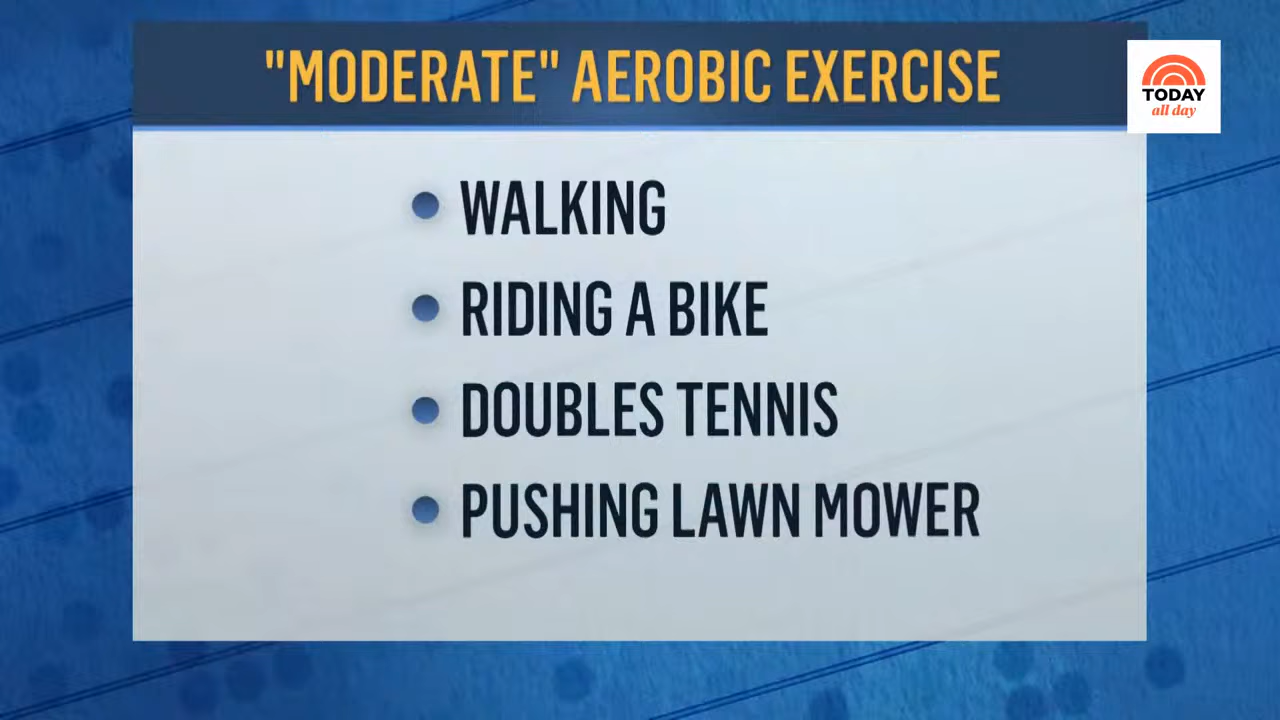 "MODERATE" AEROBIC EXERCISE
TODAY
all day
• WALKING
• RIDING A BIKE
• DOUBLES TENNIS
• PUSHING LAWN MOWER